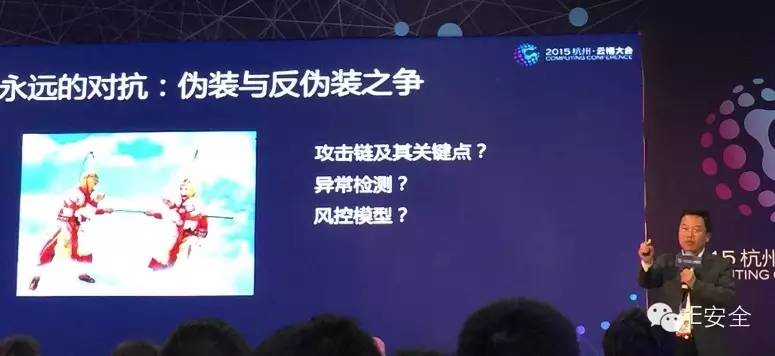 2015 杭州·云栖大会
COMPUTING CONFERENCE
永远的对抗：伪装与反伪装之争
攻击链及其关键点？
异常检测？
风控模型？
15 杭州
COMPUTING CO
E安全